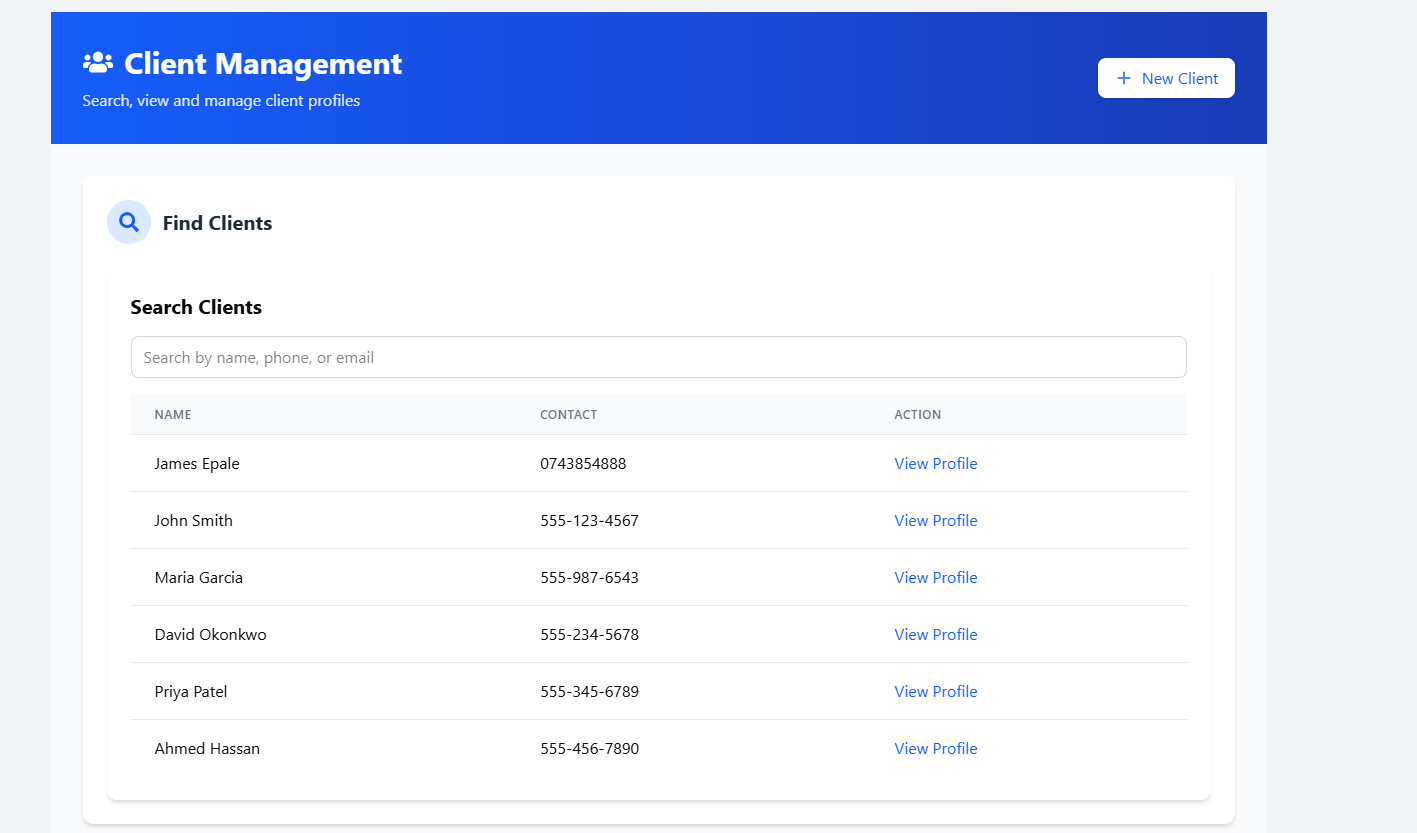 Client Management
Search, view and manage client profiles
New Client
Find Clients
Search Clients
Search by name, phone, or email
NAME CONTACT ACTION
James Epale 0743854888 View Profile
John Smith 555-123-4567 View Profile
Maria Garcia 555-987-6543 View Profile
David Okonkwo 555-234-5678 View Profile
Priya Patel 555-345-6789 View Profile
Ahmed Hassan 555-456-7890 View Profile